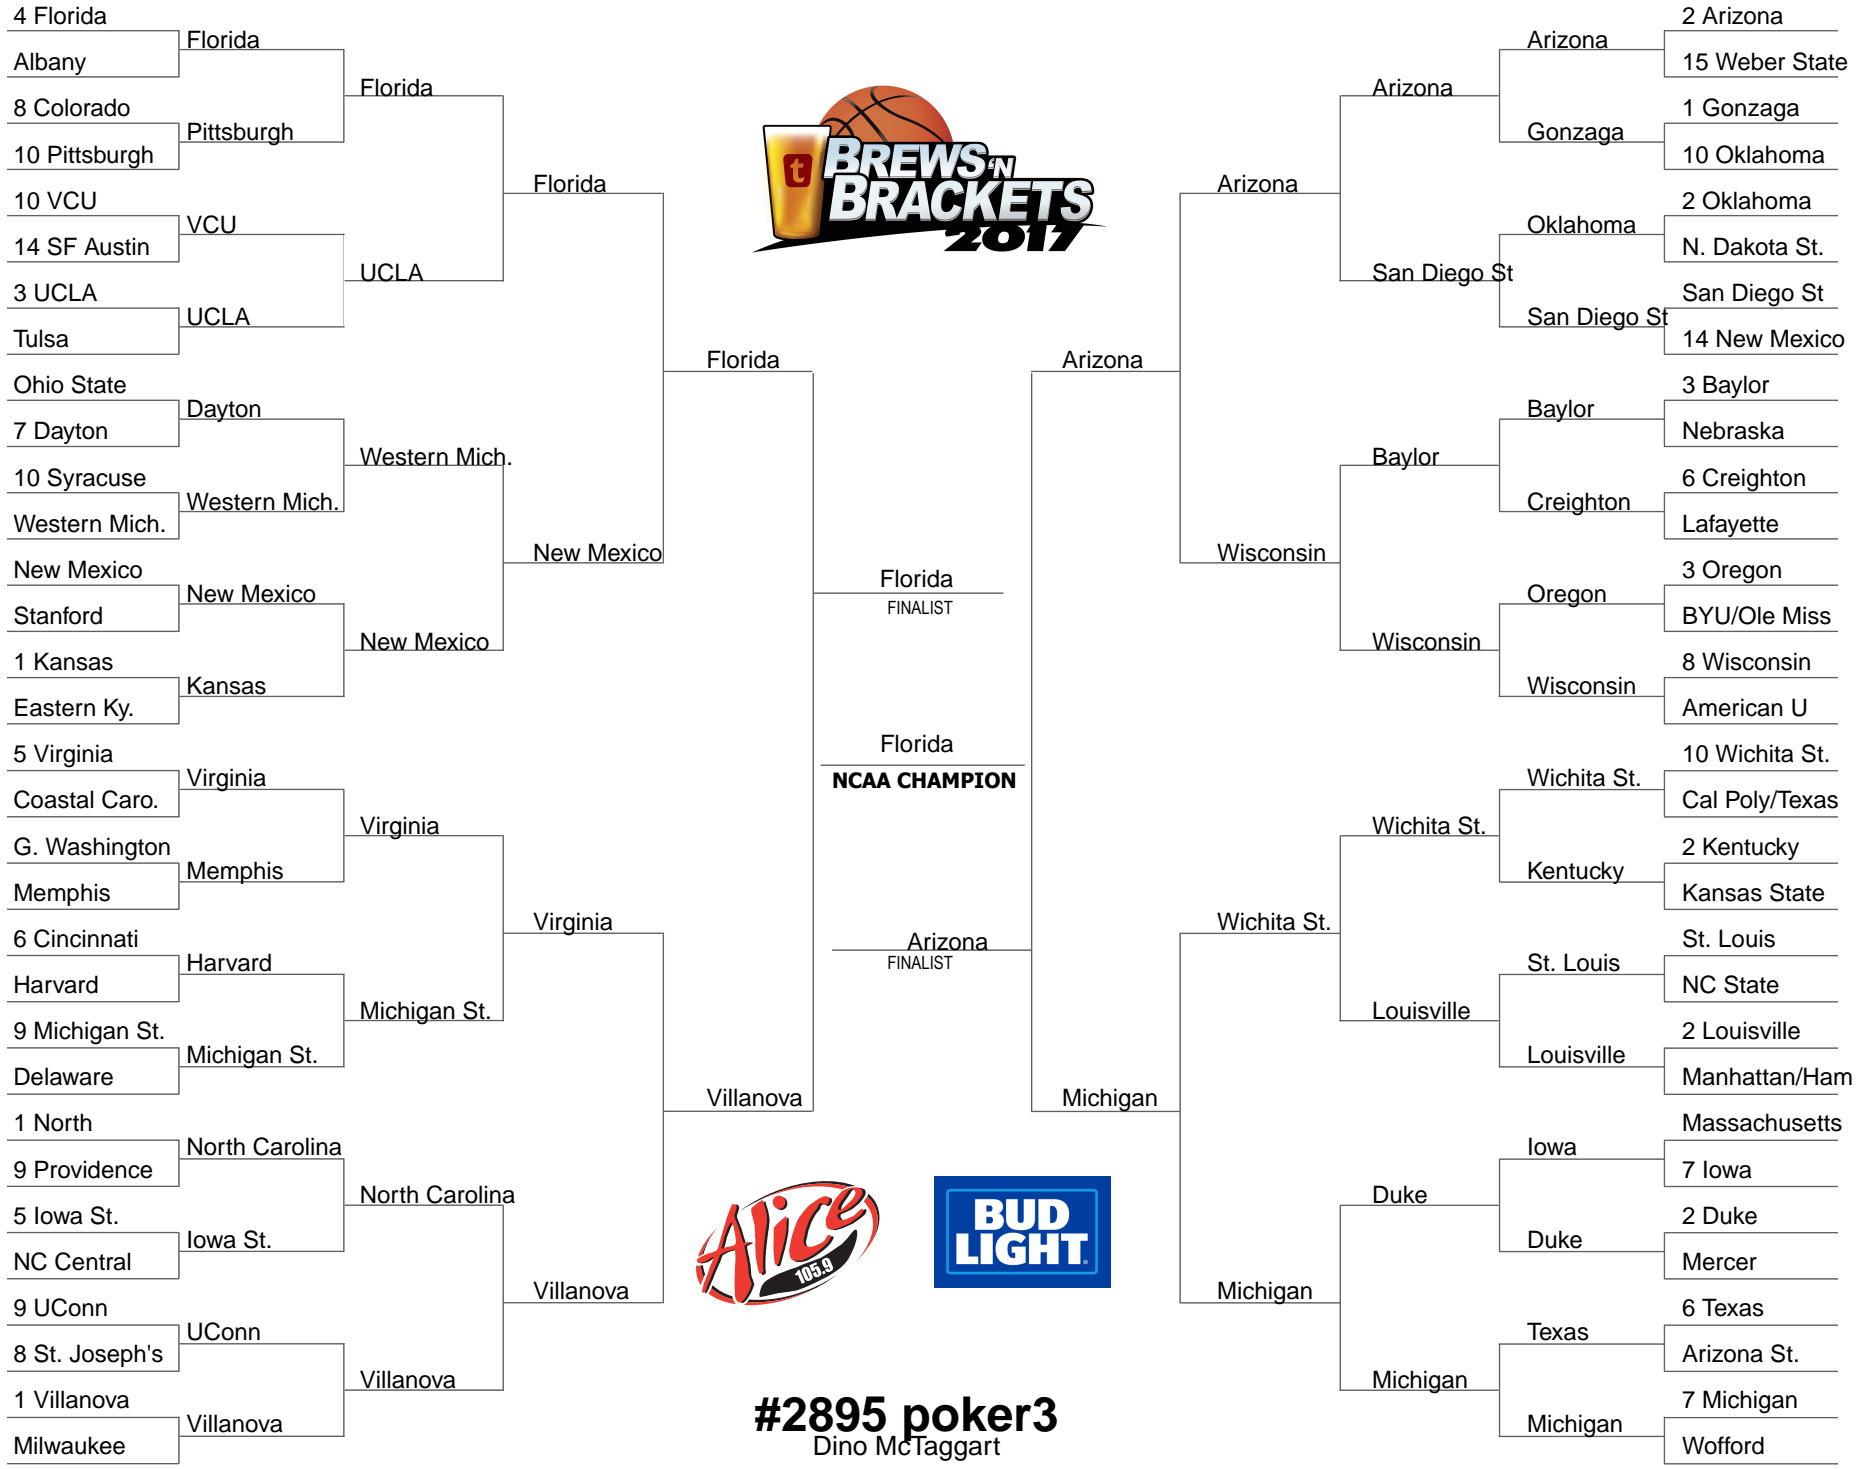 4 Florida
Albany
8 Colorado
10 Pittsburgh
10 VCU
14 SF Austin
3 UCLA
Tulsa
Ohio State
7 Dayton
10 Syracuse
Western Mich.
New Mexico
Stanford
1 Kansas
Eastern Ky.
5 Virginia
Coastal Caro.
G. Washington
Memphis
6 Cincinnati
Harvard
9 Michigan St.
Delaware
1 North
9 Providence
5 Iowa St.
NC Central
9 UConn
8 St. Joseph's
1 Villanova
Milwaukee
Florida
Pittsburgh
VCU
UCLA
Dayton
Western Mich.
New Mexico
Kansas
Virginia
Memphis
Harvard
Michigan St.
North Carolina
Iowa St.
UConn
Villanova
Florida
UCLA
Western Mich.
New Mexico
Virginia
Michigan St.
North Carolina
Villanova
Florida
New Mexico
Virginia
Villanova
Florida
Villanova
t
BREWS 'N
BRACKETS
2017
Florida
FINALIST
Florida
NCAA CHAMPION
Arizona
FINALIST
Alice
105.9
BUD
LIGHT
#2895 poker3
Dino McTaggart
Arizona
Michigan
Arizona
Wisconsin
Wichita St.
Michigan
Arizona
San Diego St
Baylor
Wisconsin
Wichita St.
Louisville
Duke
Michigan
Arizona
Gonzaga
Oklahoma
San Diego St
Baylor
Creighton
Oregon
Wisconsin
Wichita St.
Kentucky
St. Louis
Louisville
Iowa
Duke
Texas
Michigan
2 Arizona
15 Weber State
1 Gonzaga
10 Oklahoma
2 Oklahoma
N. Dakota St.
San Diego St
14 New Mexico
3 Baylor
Nebraska
6 Creighton
Lafayette
3 Oregon
BYU/Ole Miss
8 Wisconsin
American U
10 Wichita St.
Cal Poly/Texas
2 Kentucky
Kansas State
St. Louis
NC State
2 Louisville
Manhattan/Ham
Massachusetts
7 Iowa
2 Duke
Mercer
6 Texas
Arizona St.
7 Michigan
Wofford